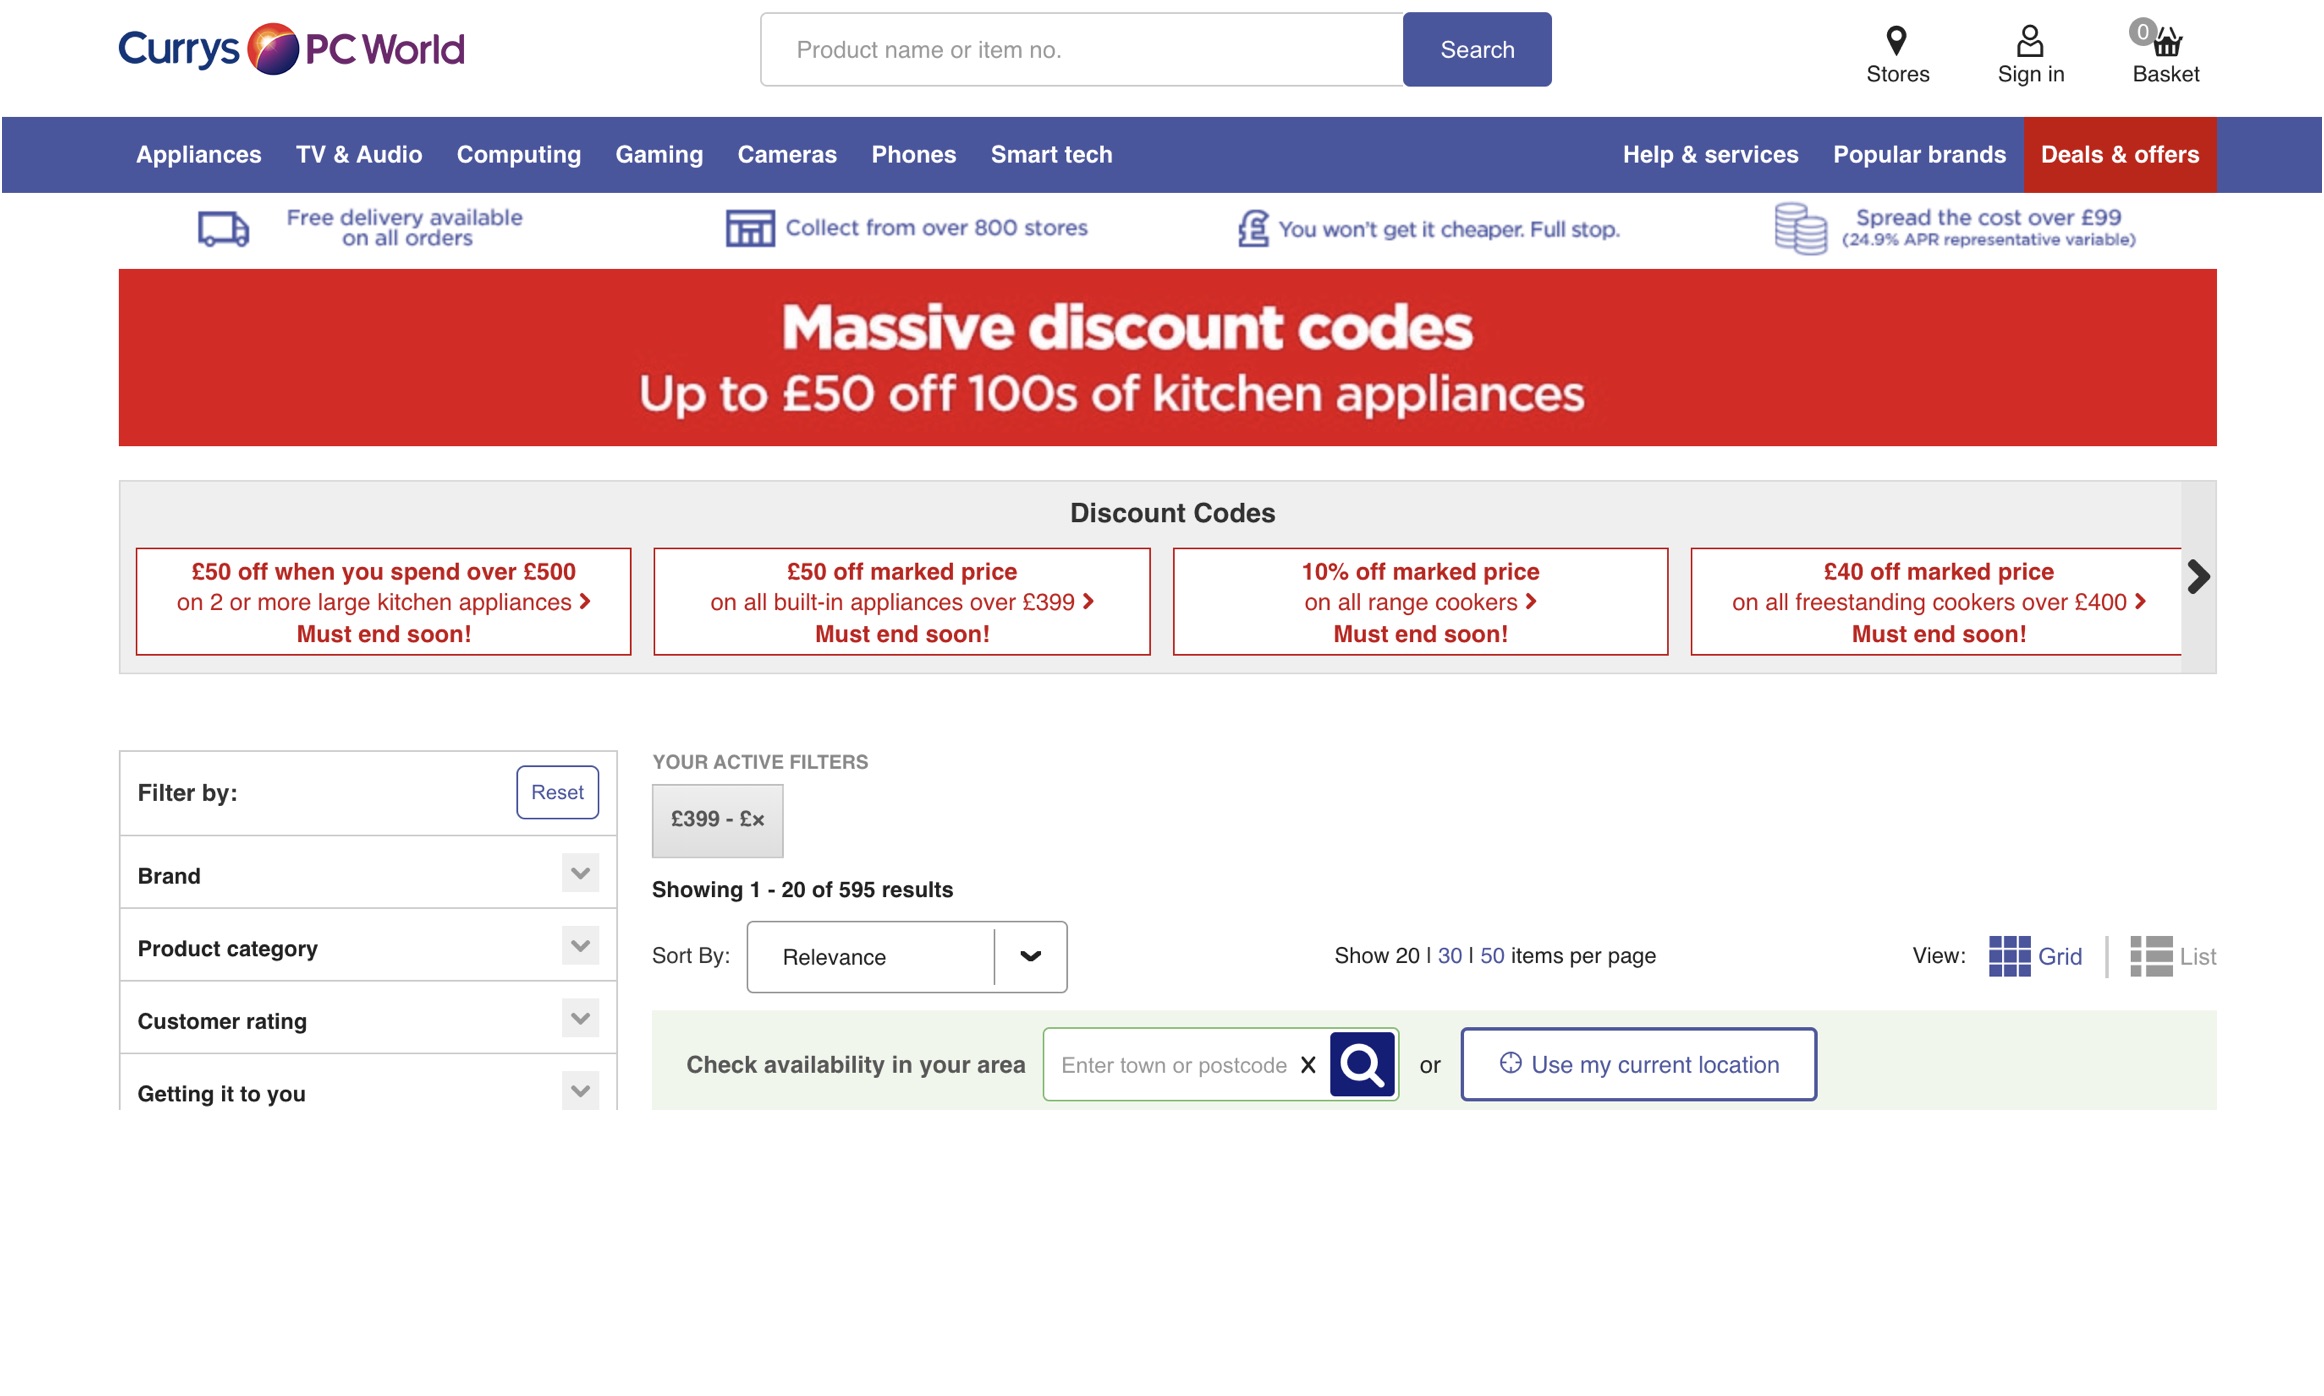 Currys PC World
Product name or item no.
Search
Stores
Sign in
0
Basket
Appliances
TV & Audio
Computing
Gaming
Cameras
Phones
Smart tech
Help & services
Popular brands
Deals & offers
Free delivery available
on all orders
Collect from over 800 stores
You won't get it cheaper. Full stop.
Spread the cost over £99
(24.9% APR representative variable)
Massive discount codes
Up to £50 off 100s of kitchen appliances
Discount Codes
£50 off when you spend over £500
on 2 or more large kitchen appliances
Must end soon!
£50 off marked price
on all built-in appliances over £399
Must end soon!
10% off marked price
on all range cookers
Must end soon!
£40 off marked price
on all freestanding cookers over £400
Must end soon!
Filter by:
Reset
Brand
Product category
Customer rating
Getting it to you
YOUR ACTIVE FILTERS
£399 - £×
Showing 1 - 20 of 595 results
Sort By:
Relevance
Show 20 | 30 | 50 items per page
View:
Grid
List
Check availability in your area
Enter town or postcode X
or
Use my current location